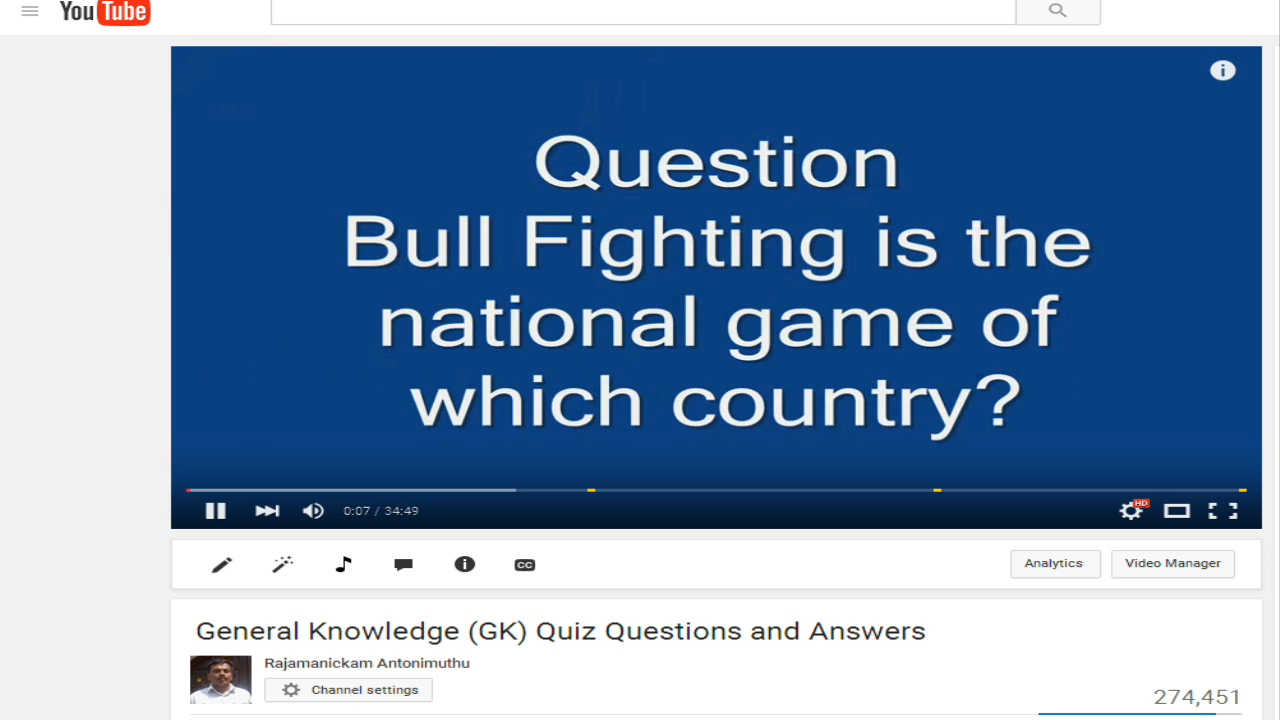 YouTube
Question
Bull Fighting is the
national game of
which country?
0:07 / 34:49
HD
CC
Analytics
Video Manager
General Knowledge (GK) Quiz Questions and Answers
Rajamanickam Antonimuthu
Channel settings
274,451